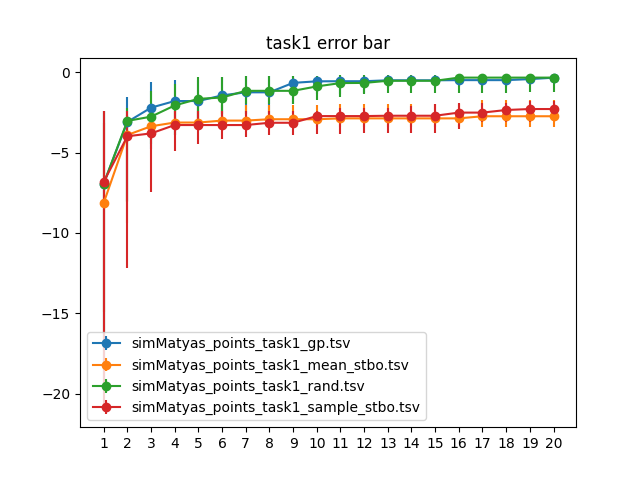 task1 error bar
0
−5
−10
−15
−20
simMatyas_points_task1_gp.tsv
simMatyas_points_task1_mean_stbo.tsv
simMatyas_points_task1_rand.tsv
simMatyas_points_task1_sample_stbo.tsv
1 2 3 4 5 6 7 8 9 10 11 12 13 14 15 16 17 18 19 20